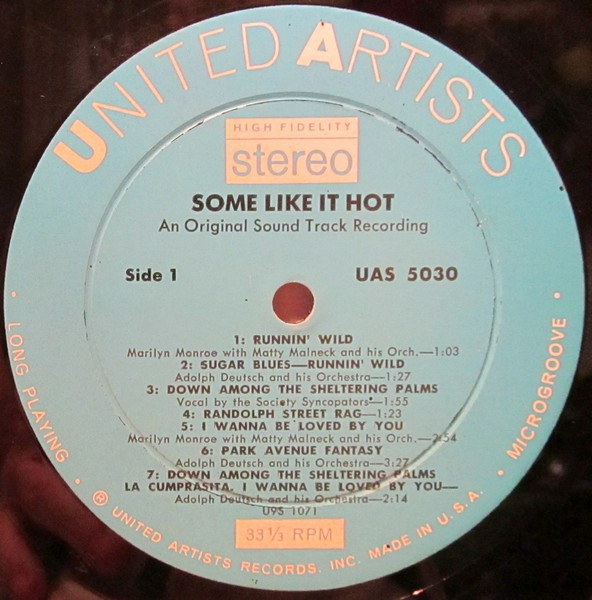 UNITED ARTISTS
HIGH FIDELITY
stereo
SOME LIKE IT HOT
An Original Sound Track Recording
Side 1 UAS 5030
1: RUNNIN' WILD
Marilyn Monroe with Matty Malneck and his Orch.—1:03
2: SUGAR BLUES—RUNNIN' WILD
Adolph Deutsch and his Orchestra—1:27
3: DOWN AMONG THE SHELTERING PALMS
Vocal by the Society Syncopators—1:55
4: RANDOLPH STREET RAG—1:23
5: I WANNA BE LOVED BY YOU
Marilyn Monroe with Matty Malneck and his Orch.—2:54
6: PARK AVENUE FANTASY
Adolph Deutsch and his Orchestra—3:27
7: DOWN AMONG THE SHELTERING PALMS
LA CUMPRASITA, I WANNA BE LOVED BY YOU—
Adolph Deutsch and his Orchestra—2:14
U9S 1071
33 1/3 RPM
• LONG PLAYING • ® UNITED ARTISTS RECORDS, INC. MADE IN U.S.A. • MICROGROOVE •